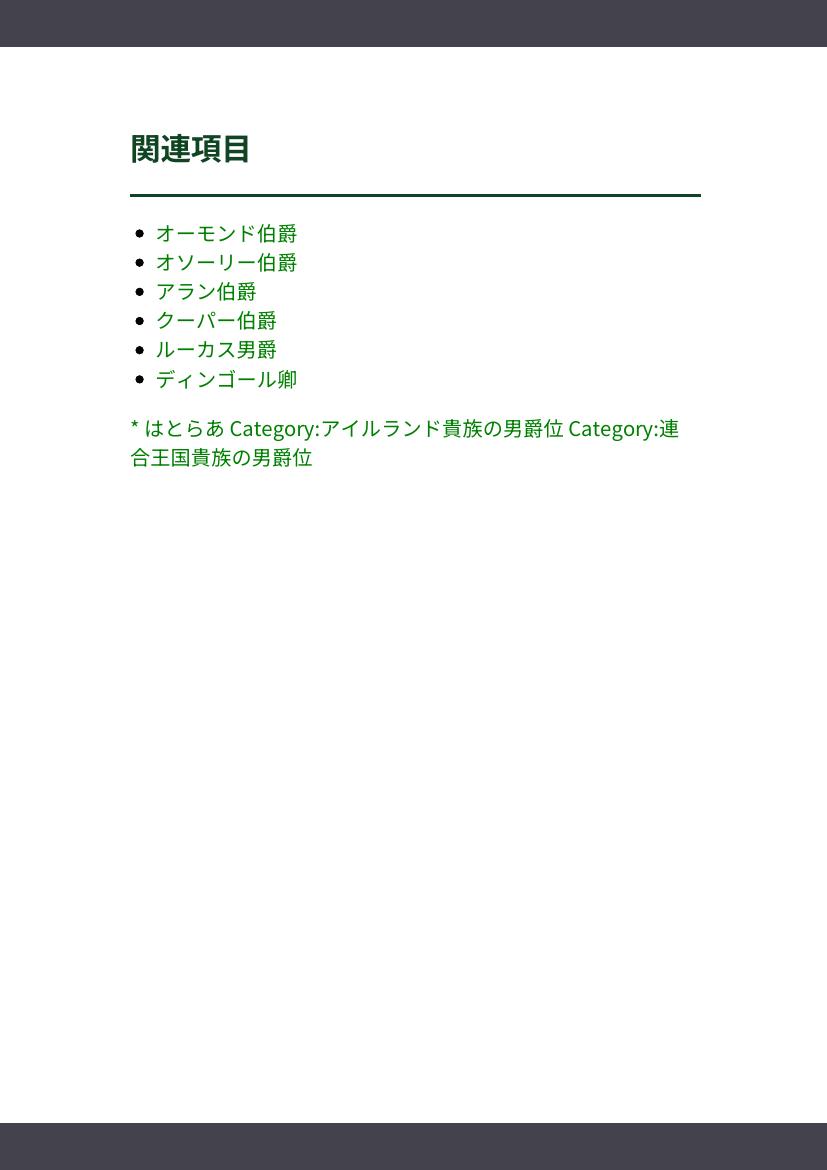 関連項目
オーモンド伯爵
オソーリー伯爵
アラン伯爵
クーパー伯爵
ルーカス男爵
ディンゴール卿
* はとらあ Category:アイルランド貴族の男爵位 Category:連
合王国貴族の男爵位